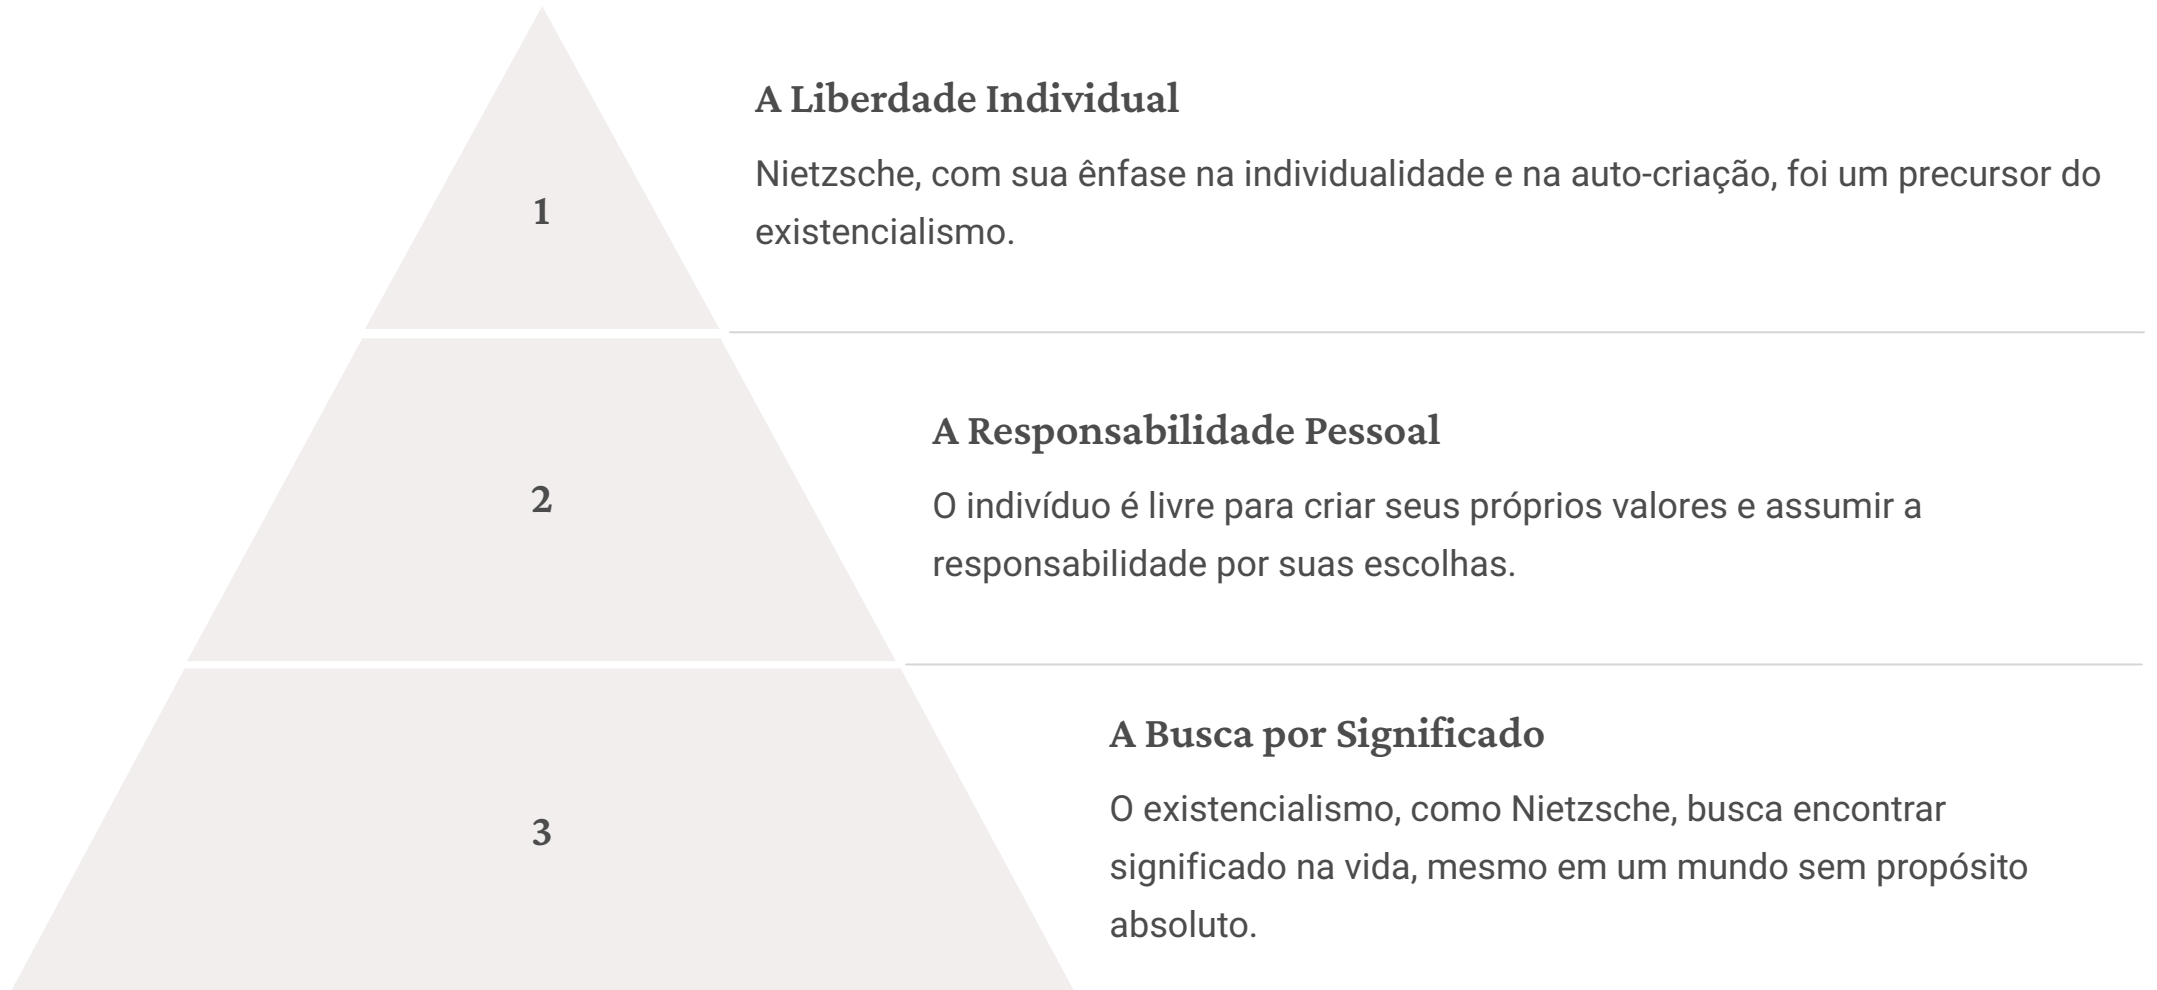 A Liberdade Individual
Nietzsche, com sua ênfase na individualidade e na auto-criação, foi um precursor do
existencialismo.
1
A Responsabilidade Pessoal
O indivíduo é livre para criar seus próprios valores e assumir a
responsabilidade por suas escolhas.
2
A Busca por Significado
O existencialismo, como Nietzsche, busca encontrar
significado na vida, mesmo em um mundo sem propósito
absoluto.
3